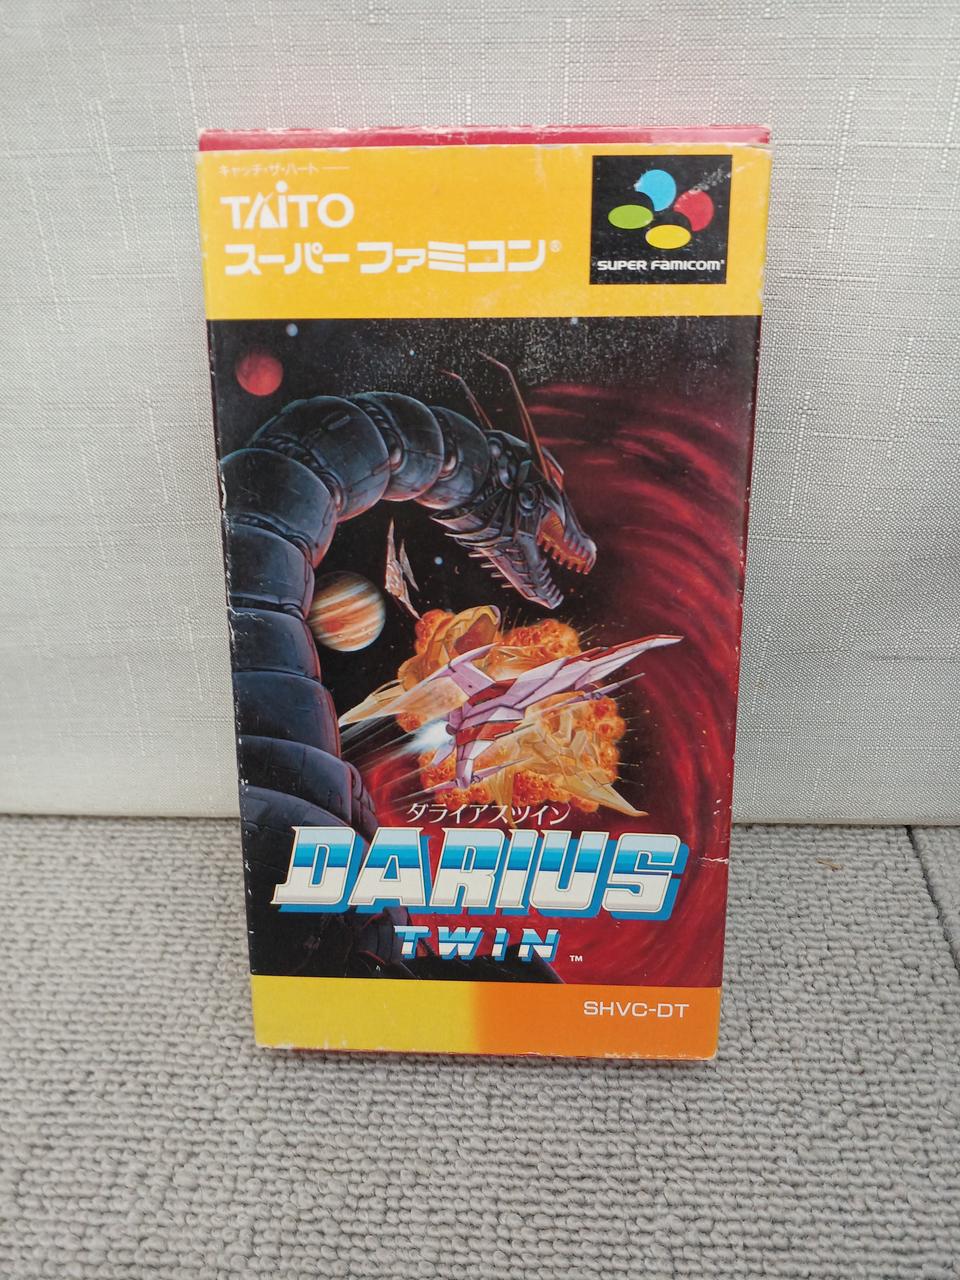 キャッチ・ザ・ハート
TAITO
スーパーファミコン®
SUPER FAMICOM
ダライアスツイン
DARIUS
TWIN ™
SHVC-DT